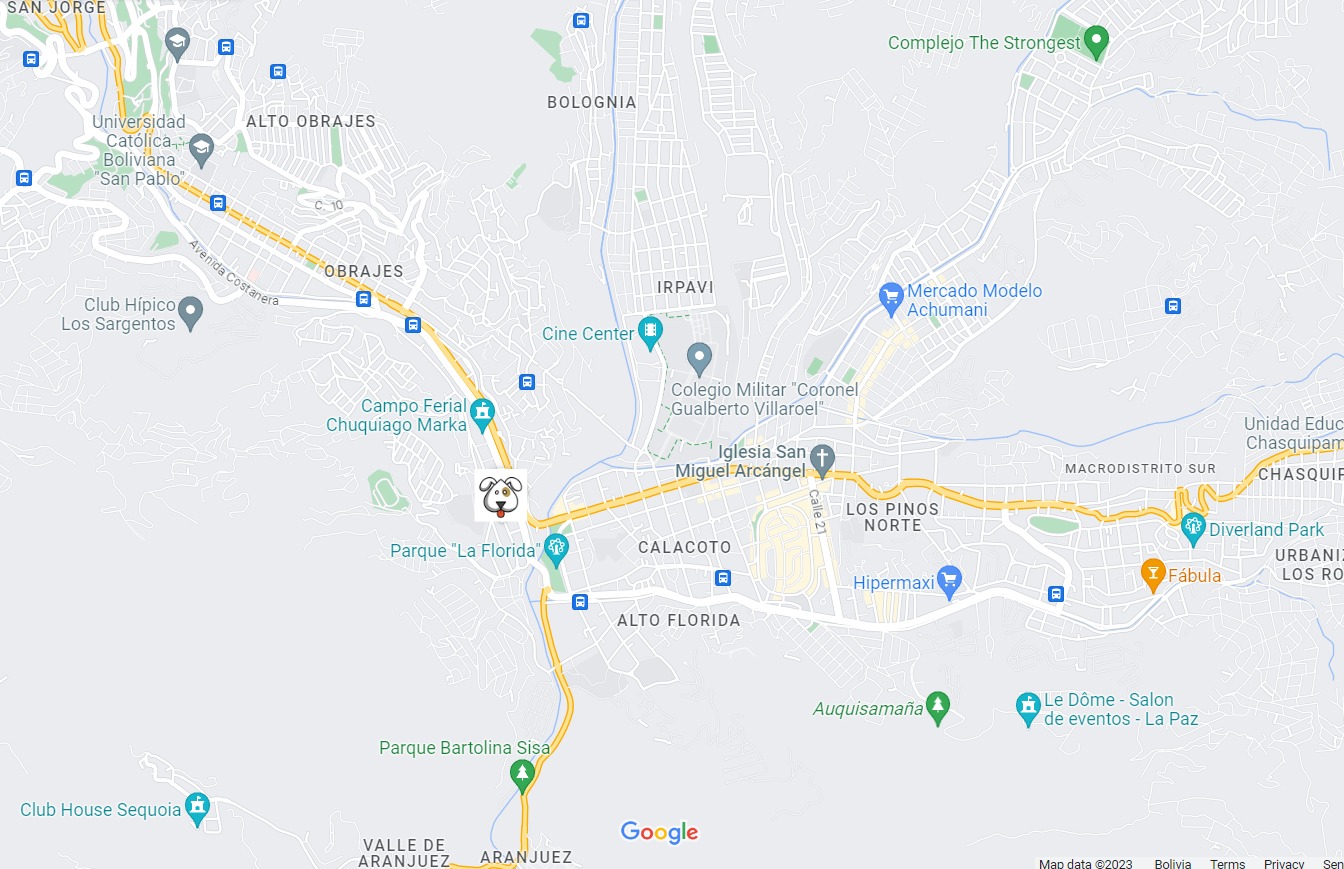 SAN JORGE
Complejo The Strongest
BOLOGNIA
ALTO OBRAJES
Universidad
Católica
Boliviana
"San Pablo"
C. 10
Avenida Costanera
OBRAJES
IRPAVI
Mercado Modelo
Achumani
Club Hípico
Los Sargentos
Cine Center
Colegio Militar "Coronel
Gualberto Villaroel"
Campo Ferial
Chuquiago Marka
Unidad Educ
Chasquipam
Iglesia San
Miguel Arcángel
MACRODISTRITO SUR
CHASQUIP
Calle 21
LOS PINOS
NORTE
Diverland Park
Parque "La Florida"
CALACOTO
URBANIZ
LOS RO
Hipermaxi
Fábula
ALTO FLORIDA
Auquisamaña
Le Dôme - Salon
de eventos - La Paz
Parque Bartolina Sisa
Club House Sequoia
Google
VALLE DE
ARANJUEZ
ARANJUEZ
Map data ©2023 Bolivia Terms Privacy Sen